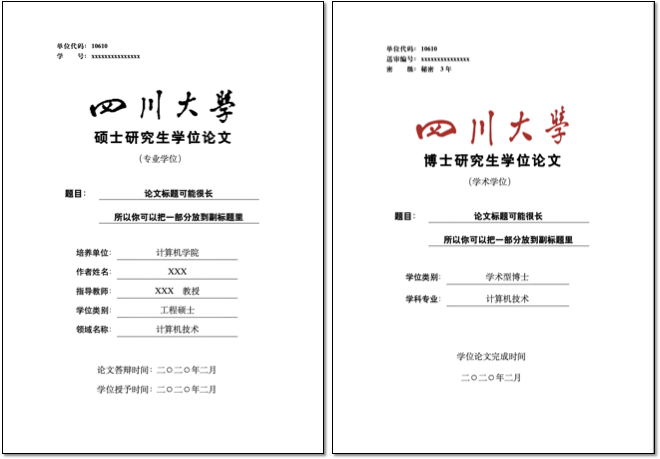 单位代码：10610
学 号：xxxxxxxxxxxxxxx
四川大學
硕士研究生学位论文
（专业学位）
题目： 论文标题可能很长
所以你可以把一部分放到副标题里
培养单位： 计算机学院
作者姓名： XXX
指导教师： XXX 教授
学位类别： 工程硕士
领域名称： 计算机技术
论文答辩时间：二〇二〇年二月
学位授予时间：二〇二〇年二月
单位代码：10610
送审编号：xxxxxxxxxxxxxxx
密 级：秘密 3 年
四川大學
博士研究生学位论文
（学术学位）
题目： 论文标题可能很长
所以你可以把一部分放到副标题里
学位类别： 学术型博士
学科专业： 计算机技术
学位论文完成时间
二〇二〇年二月